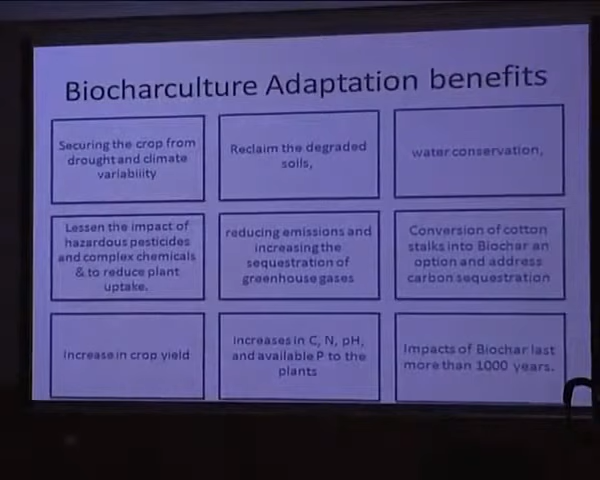 Biocharculture Adaptation benefits
Securing the crop from
drought and climate
variability
Reclaim the degraded
soils,
water conservation,
Lessen the impact of
hazardous pesticides
and complex chemicals
& to reduce plant
uptake.
reducing emissions and
increasing the
sequestration of
greenhouse gases
Conversion of cotton
stalks into Biochar an
option and address
carbon sequestration
Increase in crop yield
Increases in C, N, pH,
and available P to the
plants
Impacts of Biochar last
more than 1000 years.